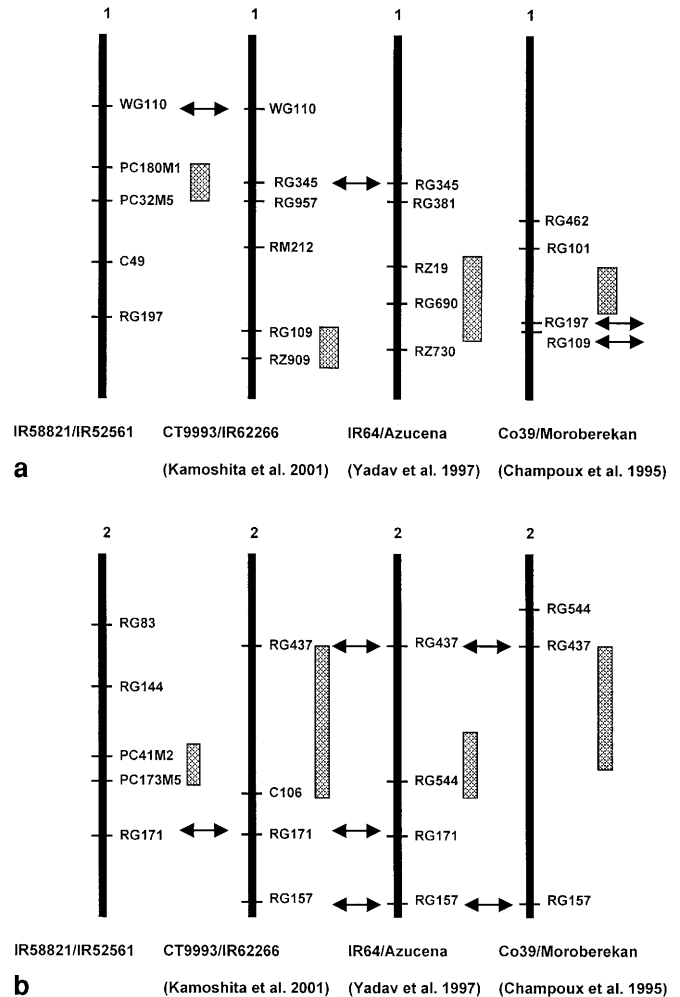 1 1 1 1
WG110
WG110
PC180M1
RG345 RG345
PC32M5
RG957 RG381
RG462
RM212 RG101
C49 RZ19
RG690
RG197 RG197
RG109 RG109
RZ909 RZ730
IR58821/IR52561 CT9993/IR62266 IR64/Azucena Co39/Moroberekan
a (Kamoshita et al. 2001) (Yadav et al. 1997) (Champoux et al. 1995)
2 2 2 2
RG544
RG83
RG437 RG437 RG437
RG144
PC41M2
PC173M5 RG544
C106
RG171 RG171 RG171
RG157 RG157 RG157
IR58821/IR52561 CT9993/IR62266 IR64/Azucena Co39/Moroberekan
b (Kamoshita et al. 2001) (Yadav et al. 1997) (Champoux et al. 1995)